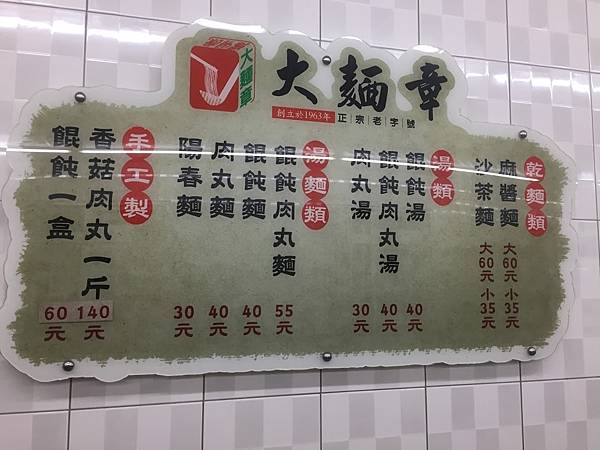 大麵章
大麵章
創立於1963年
正宗老字號
乾麵類
麻醬麵 大60元 小35元
沙茶麵 大60元 小35元
湯類
餛飩湯 40元
餛飩肉丸湯 40元
肉丸湯 30元
湯麵類
餛飩肉丸麵 55元
餛飩麵 40元
肉丸麵 40元
陽春麵 30元
手工製
香菇肉丸一斤 140元
餛飩一盒 60元